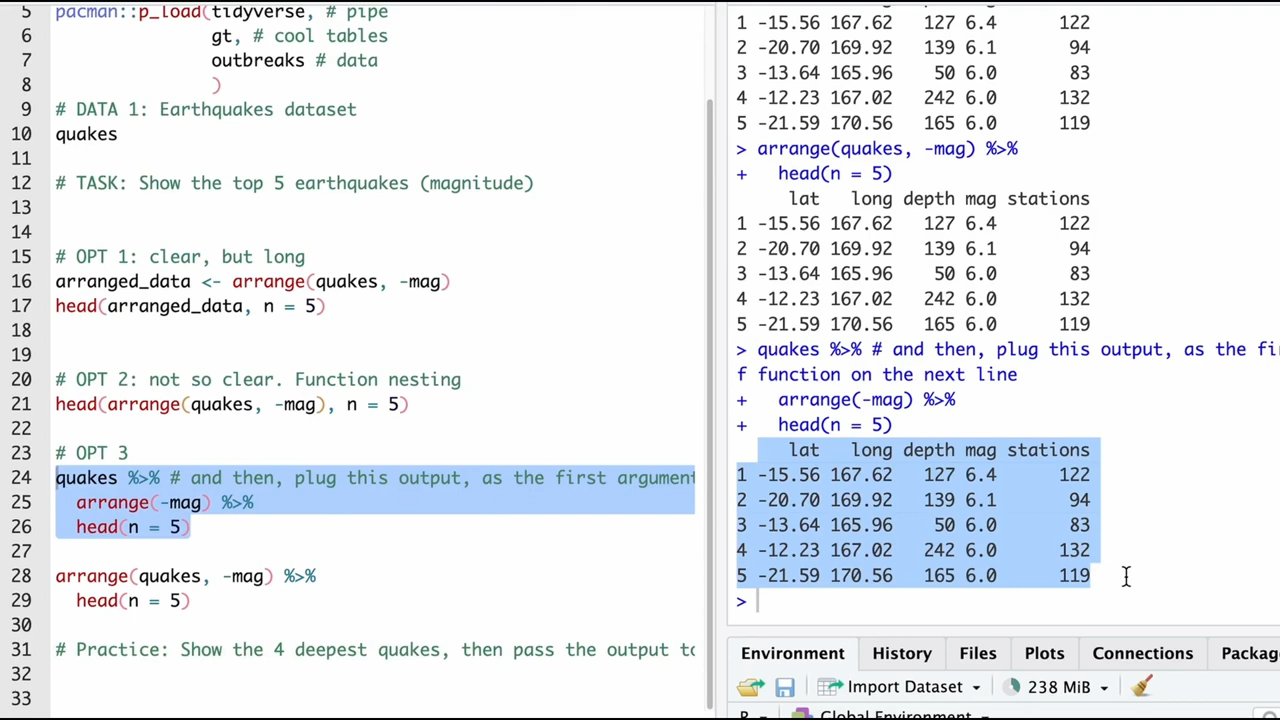 5 pacman::p_load(tidyverse, # pipe
6 gt, # cool tables
7 outbreaks # data
8 )
9 # DATA 1: Earthquakes dataset
10 quakes
11
12 # TASK: Show the top 5 earthquakes (magnitude)
13
14
15 # OPT 1: clear, but long
16 arranged_data <- arrange(quakes, -mag)
17 head(arranged_data, n = 5)
18
19
20 # OPT 2: not so clear. Function nesting
21 head(arrange(quakes, -mag), n = 5)
22
23 # OPT 3
24 quakes %>% # and then, plug this output, as the first argument
25 arrange(-mag) %>%
26 head(n = 5)
27
28 arrange(quakes, -mag) %>%
29 head(n = 5)
30
31 # Practice: Show the 4 deepest quakes, then pass the output to
32
33
1 -15.56 167.62 127 6.4 122
2 -20.70 169.92 139 6.1 94
3 -13.64 165.96 50 6.0 83
4 -12.23 167.02 242 6.0 132
5 -21.59 170.56 165 6.0 119
> arrange(quakes, -mag) %>%
+ head(n = 5)
lat long depth mag stations
1 -15.56 167.62 127 6.4 122
2 -20.70 169.92 139 6.1 94
3 -13.64 165.96 50 6.0 83
4 -12.23 167.02 242 6.0 132
5 -21.59 170.56 165 6.0 119
> quakes %>% # and then, plug this output, as the fi
f function on the next line
+ arrange(-mag) %>%
+ head(n = 5)
lat long depth mag stations
1 -15.56 167.62 127 6.4 122
2 -20.70 169.92 139 6.1 94
3 -13.64 165.96 50 6.0 83
4 -12.23 167.02 242 6.0 132
5 -21.59 170.56 165 6.0 119
>
Environment History Files Plots Connections Packag
Import Dataset 238 MiB
R Global Environment